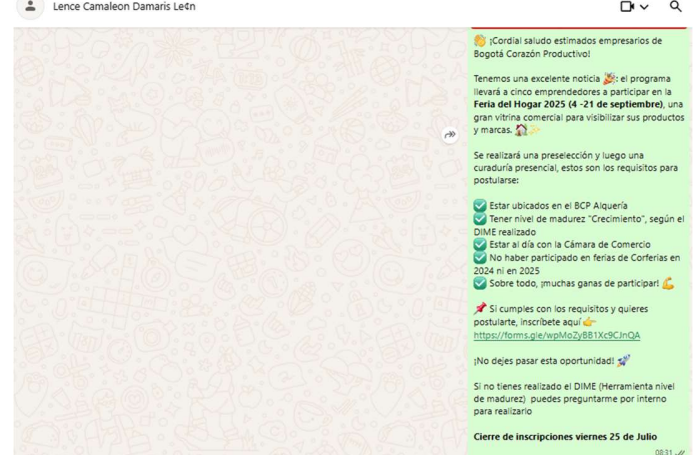 Lence Camaleon Damaris Le¢n
👏 ¡Cordial saludo estimados empresarios de
Bogotá Corazón Productivo!
Tenemos una excelente noticia 🎉: el programa
llevará a cinco emprendedores a participar en la
Feria del Hogar 2025 (4 -21 de septiembre), una
gran vitrina comercial para visibilizar sus productos
y marcas. 🏠✨
Se realizará una preselección y luego una
curaduría presencial, estos son los requisitos para
postularse:
✅ Estar ubicados en el BCP Alquería
✅ Tener nivel de madurez "Crecimiento", según el
DIME realizado
✅ Estar al día con la Cámara de Comercio
✅ No haber participado en ferias de Corferias en
2024 ni en 2025
✅ Sobre todo, ¡muchas ganas de participar! 💪
📌 Si cumples con los requisitos y quieres
postularte, inscríbete aquí 👉
https://forms.gle/wpMoZyBB1Xc9CJnQA
¡No dejes pasar esta oportunidad! 🚀
Si no tienes realizado el DIME (Herramienta nivel
de madurez) puedes preguntarme por interno
para realizarlo
Cierre de inscripciones viernes 25 de Julio
08:31